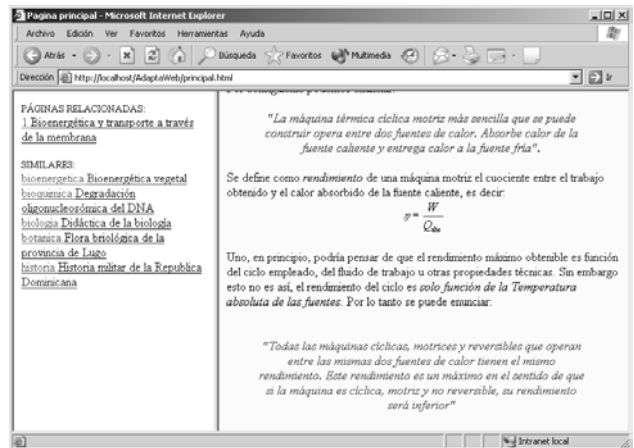 Pagina principal - Microsoft Internet Explorer
Archivo Edición Ver Favoritos Herramientas Ayuda
Atrás Búsqueda Favoritos Multimedia
Dirección http://localhost/AdaptaWeb/principal.html Ir
PÁGINAS RELACIONADAS:
1 Bioenergética y transporte a través
de la membrana
SIMILARES:
bioenergetica Bioenergética vegetal
bioquimica Degradación
oligonucleosómica del DNA
biologia Didáctica de la biología
botanica Flora briológica de la
provincia de Lugo
historia Historia militar de la Republica
Dominicana
"La máquina térmica cíclica motriz más sencilla que se puede
construir opera entre dos fuentes de calor. Absorbe calor de la
fuente caliente y entrega calor a la fuente fría".
Se define como rendimiento de una máquina motriz el cuociente entre el trabajo
obtenido y el calor absorbido de la fuente caliente, es decir:
η = W / Qabs
Uno, en principio, podría pensar de que el rendimiento máximo obtenible es función
del ciclo empleado, del fluido de trabajo u otras propiedades técnicas. Sin embargo
esto no es así, el rendimiento del ciclo es solo función de la Temperatura
absoluta de las fuentes. Por lo tanto se puede enunciar:
"Todas las máquinas cíclicas, motrices y reversibles que operan
entre las mismas dos fuentes de calor tienen el mismo
rendimiento. Este rendimiento es un máximo en el sentido de que
si la máquina es cíclica, motriz y no reversible, su rendimiento
será inferior"
Intranet local